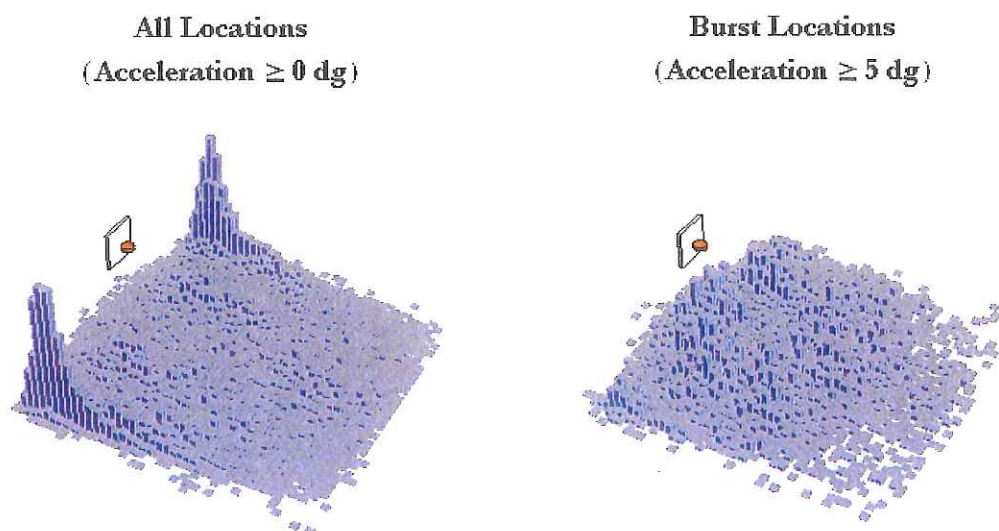 All Locations
(Acceleration ≥ 0 dg)
Burst Locations
(Acceleration ≥ 5 dg)